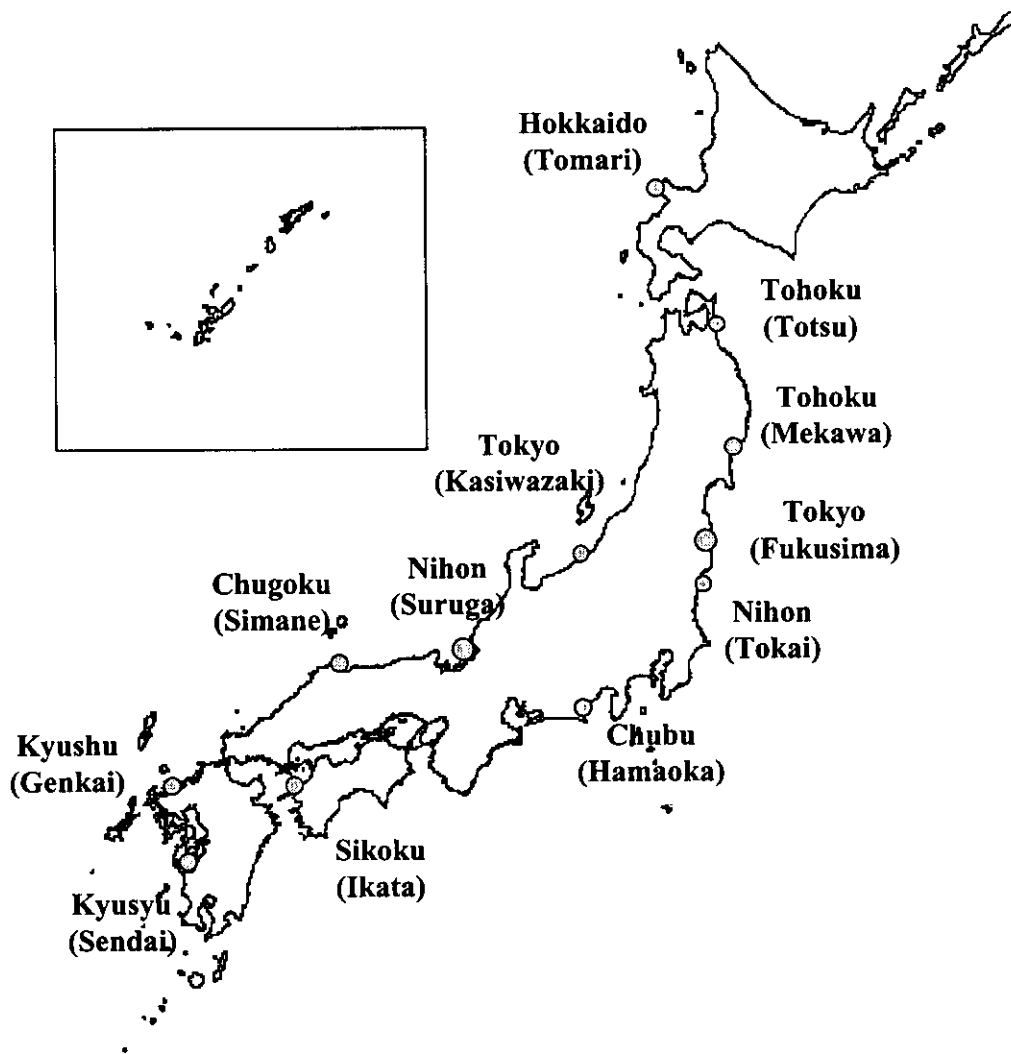 Hokkaido
(Tomari)
Tohoku
(Totsu)
Tohoku
(Mekawa)
Tokyo
(Kasiwazaki)
Tokyo
(Fukusima)
Nihon
(Suruga)
Chugoku
(Simane)
Nihon
(Tokai)
Chubu
(Hamaoka)
Kyushu
(Genkai)
Sikoku
(Ikata)
Kyusyu
(Sendai)